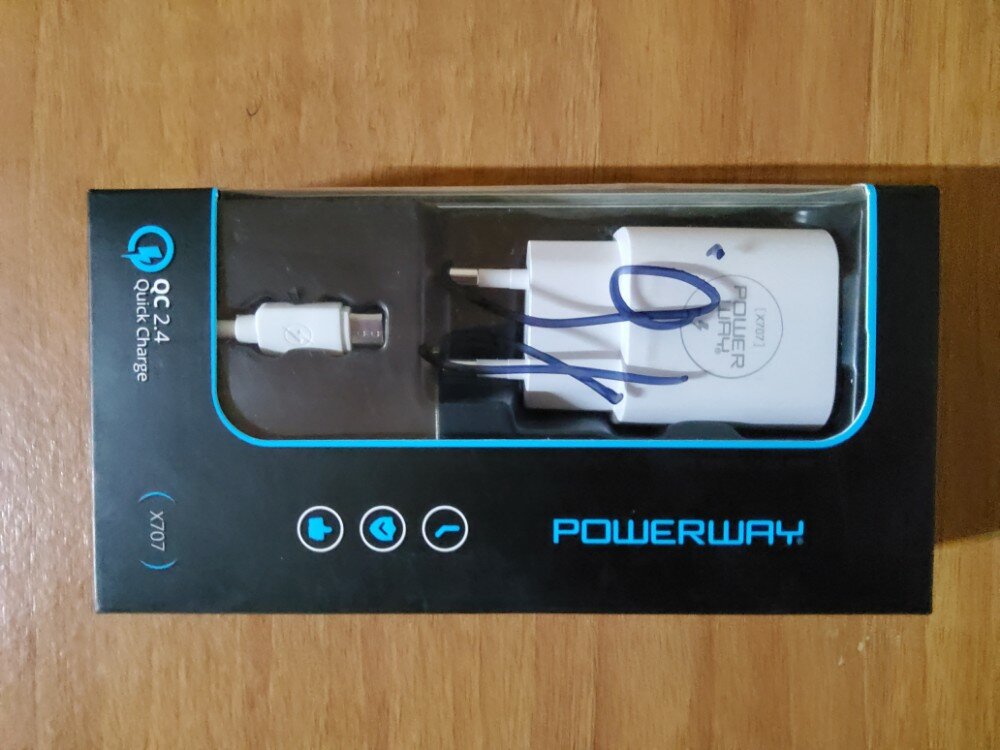 QC 2.4
Quick Charge
[X707]
POWER
WAY®
(X707)
POWERWAY®